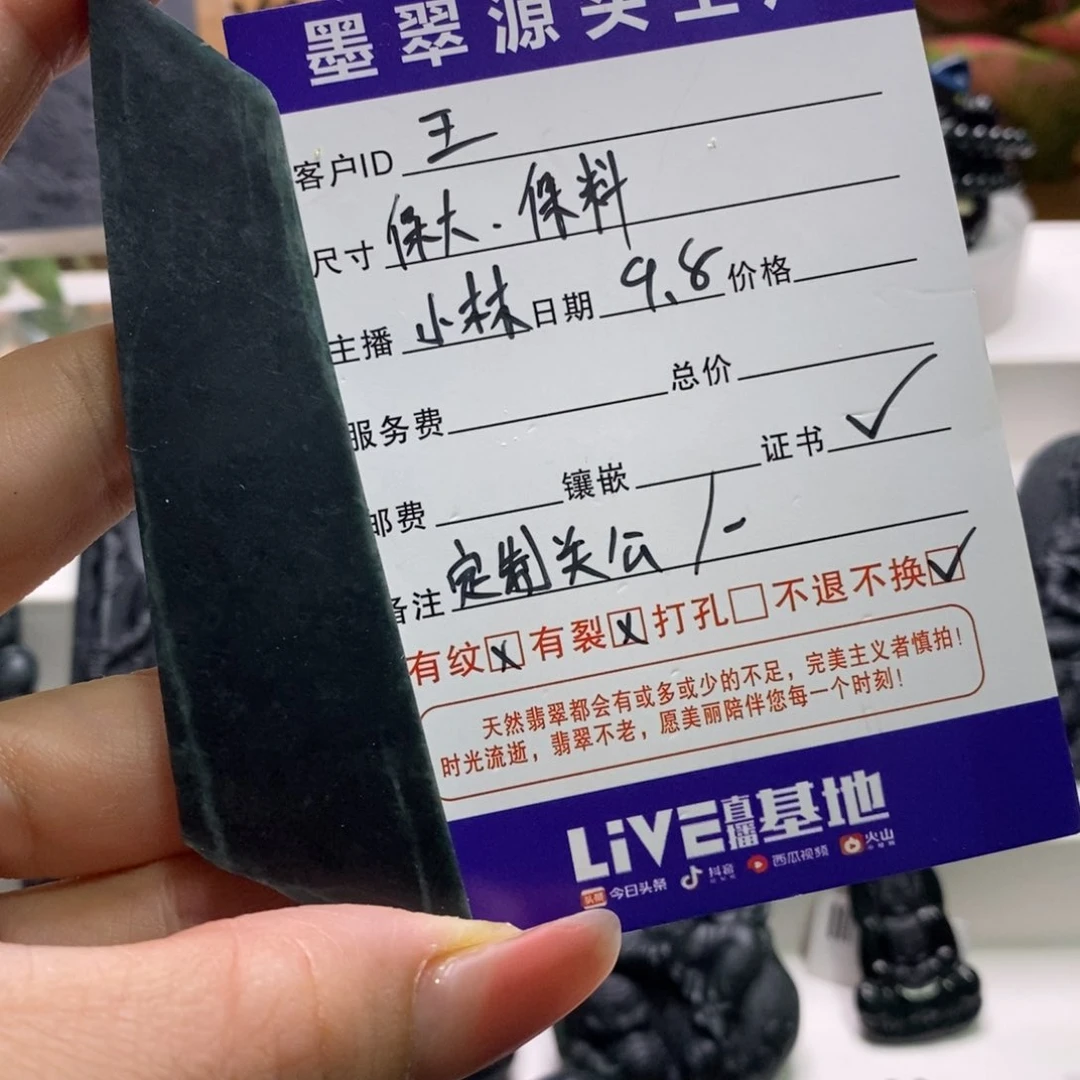 墨翠源头工厂
客户ID 王
尺寸 保大.保料
主播 小林 日期 9.8 价格
服务费 总价
邮费 镶嵌 证书 ✓
备注 定制关公 /-
有纹☒有裂☒打孔☐不退不换☑
天然翡翠都会有或多或少的不足，完美主义者慎拍！
时光流逝，翡翠不老，愿美丽陪伴您每一个时刻！
LiVE直播基地
头条 今日头条 抖音 西瓜视频 火山